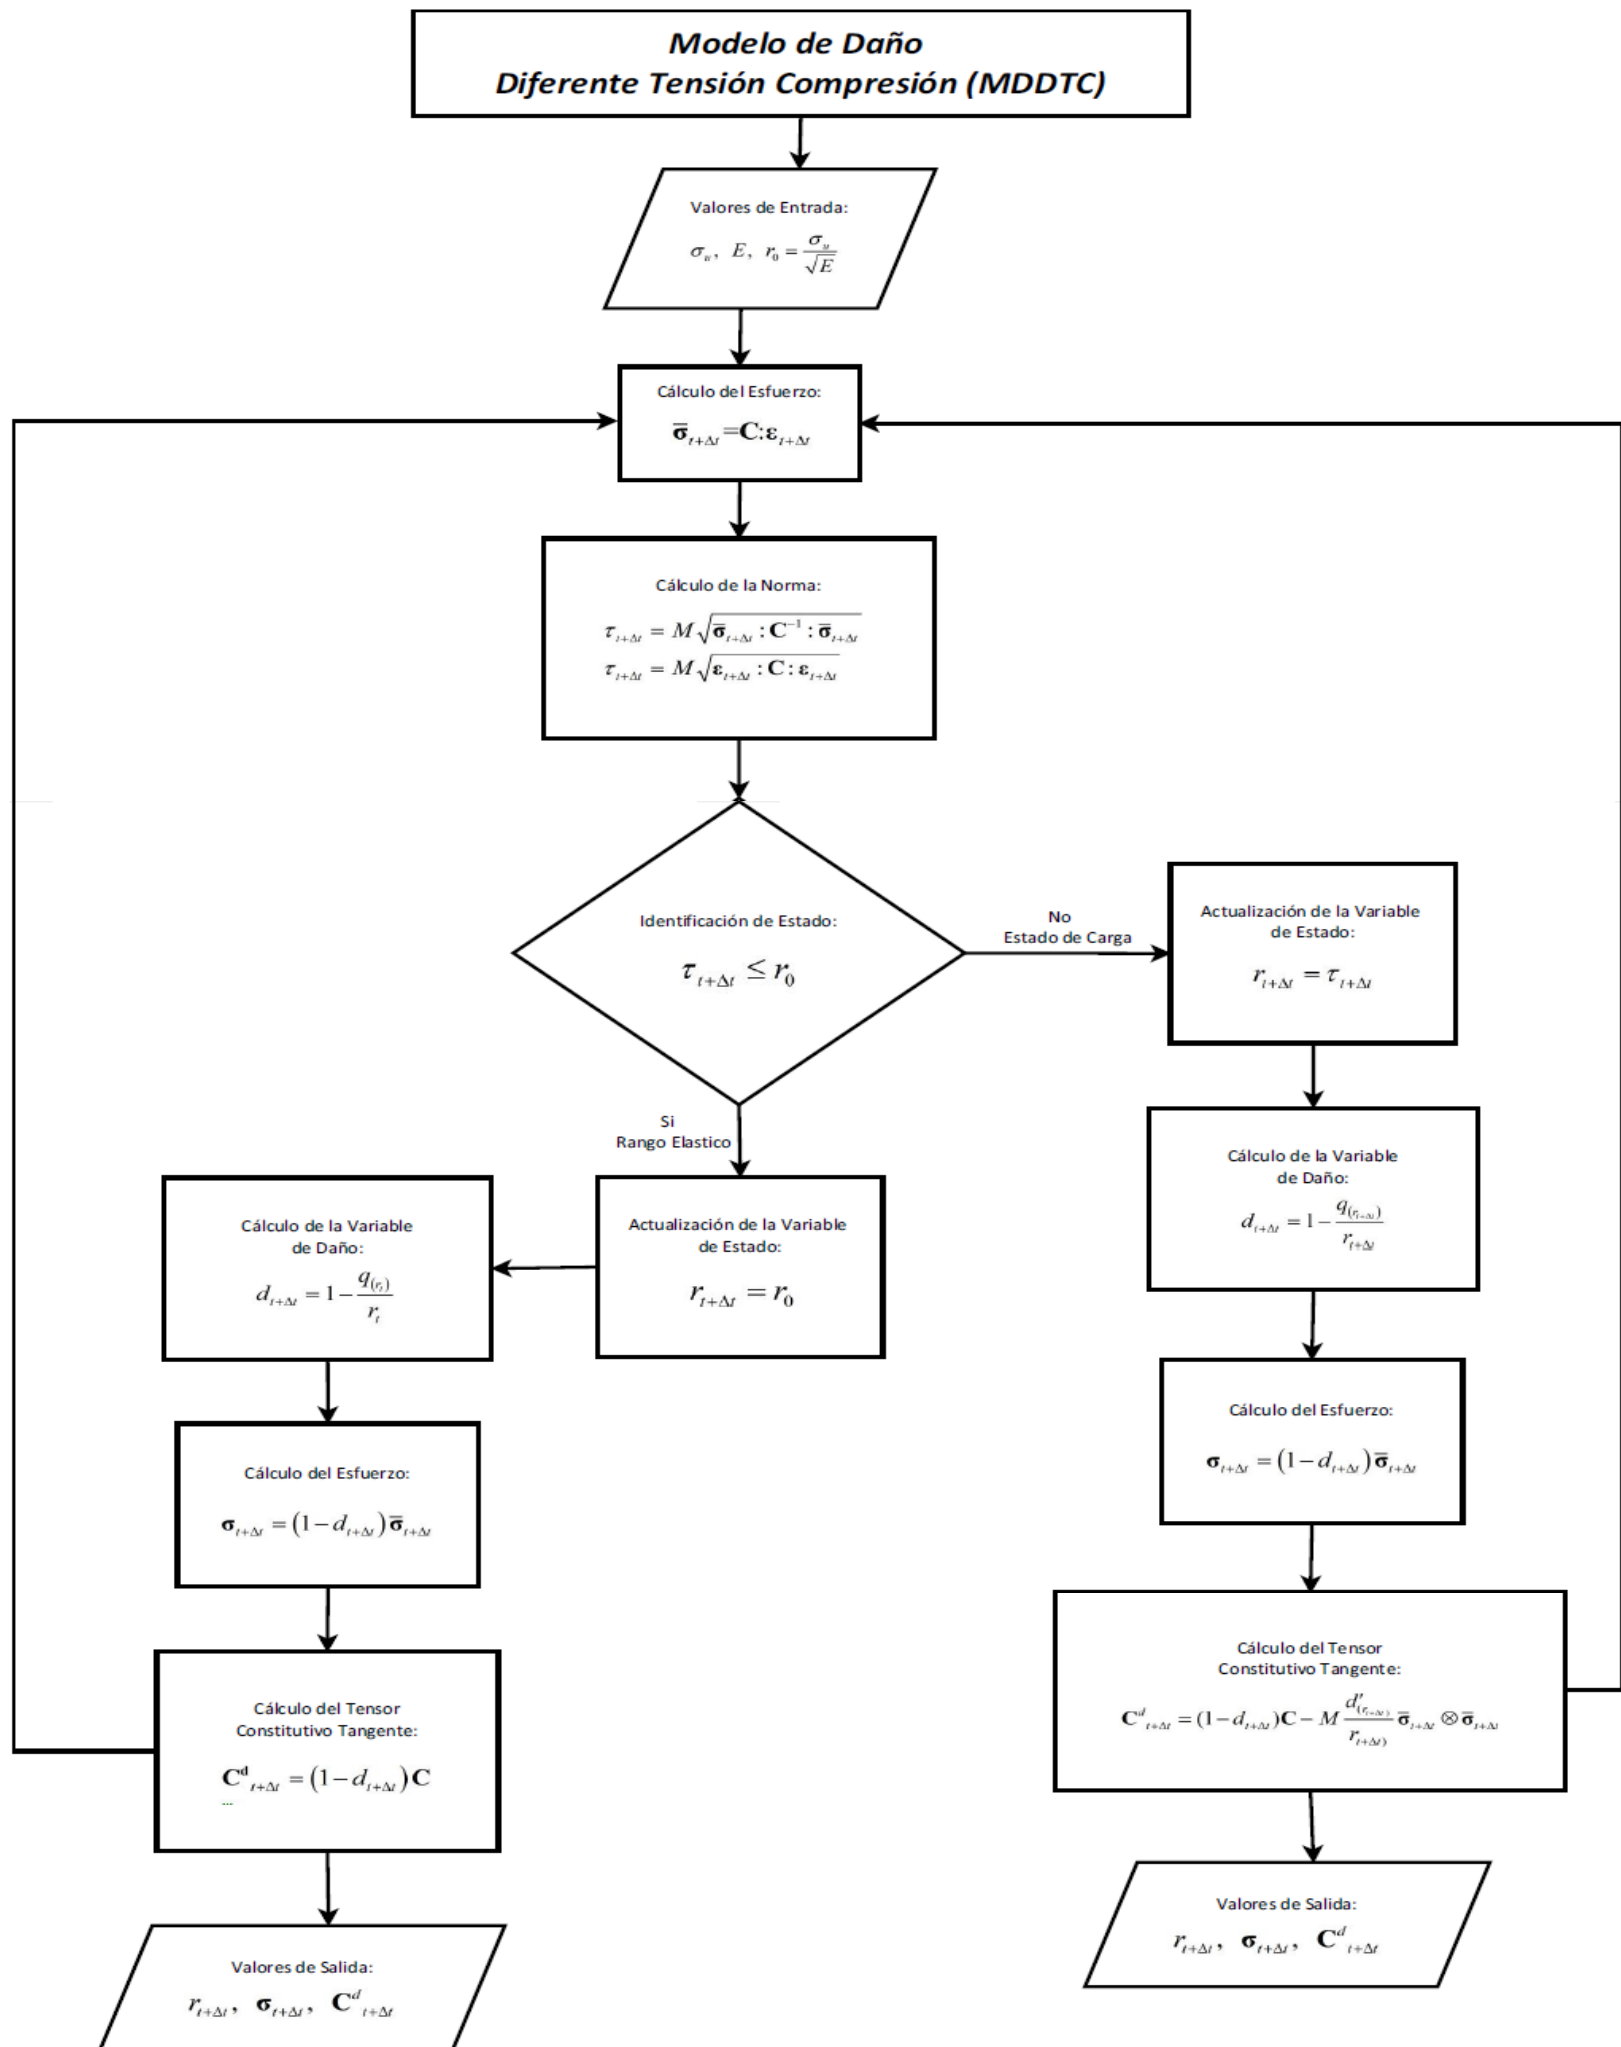 Modelo de Daño
Diferente Tensión Compresión (MDDTC)
Valores de Entrada:
σ_u, E, r_0 = σ_u / √E
Cálculo del Esfuerzo:
σ̄_{t+Δt}=C:ε_{t+Δt}
Cálculo de la Norma:
τ_{t+Δt} = M√(σ̄_{t+Δt} : C^{-1} : σ̄_{t+Δt})
τ_{t+Δt} = M√(ε_{t+Δt} : C : ε_{t+Δt})
Identificación de Estado:
τ_{t+Δt} ≤ r_0
No
Estado de Carga
Actualización de la Variable
de Estado:
r_{t+Δt} = τ_{t+Δt}
Cálculo de la Variable
de Daño:
d_{t+Δt} = 1 − q_{(r_{t+Δt})} / r_{t+Δt}
Cálculo del Esfuerzo:
σ_{t+Δt} = (1 − d_{t+Δt}) σ̄_{t+Δt}
Cálculo del Tensor
Constitutivo Tangente:
C^d_{t+Δt} = (1 − d_{t+Δt})C − M d'_{(r_{t+Δt})} / r_{t+Δt)} σ̄_{t+Δt} ⊗ σ̄_{t+Δt}
Valores de Salida:
r_{t+Δt}, σ_{t+Δt}, C^d_{t+Δt}
Si
Rango Elastico
Actualización de la Variable
de Estado:
r_{t+Δt} = r_0
Cálculo de la Variable
de Daño:
d_{t+Δt} = 1 − q_{(r_t)} / r_t
Cálculo del Esfuerzo:
σ_{t+Δt} = (1 − d_{t+Δt}) σ̄_{t+Δt}
Cálculo del Tensor
Constitutivo Tangente:
C^d_{t+Δt} = (1 − d_{t+Δt}) C
...
Valores de Salida:
r_{t+Δt}, σ_{t+Δt}, C^d_{t+Δt}